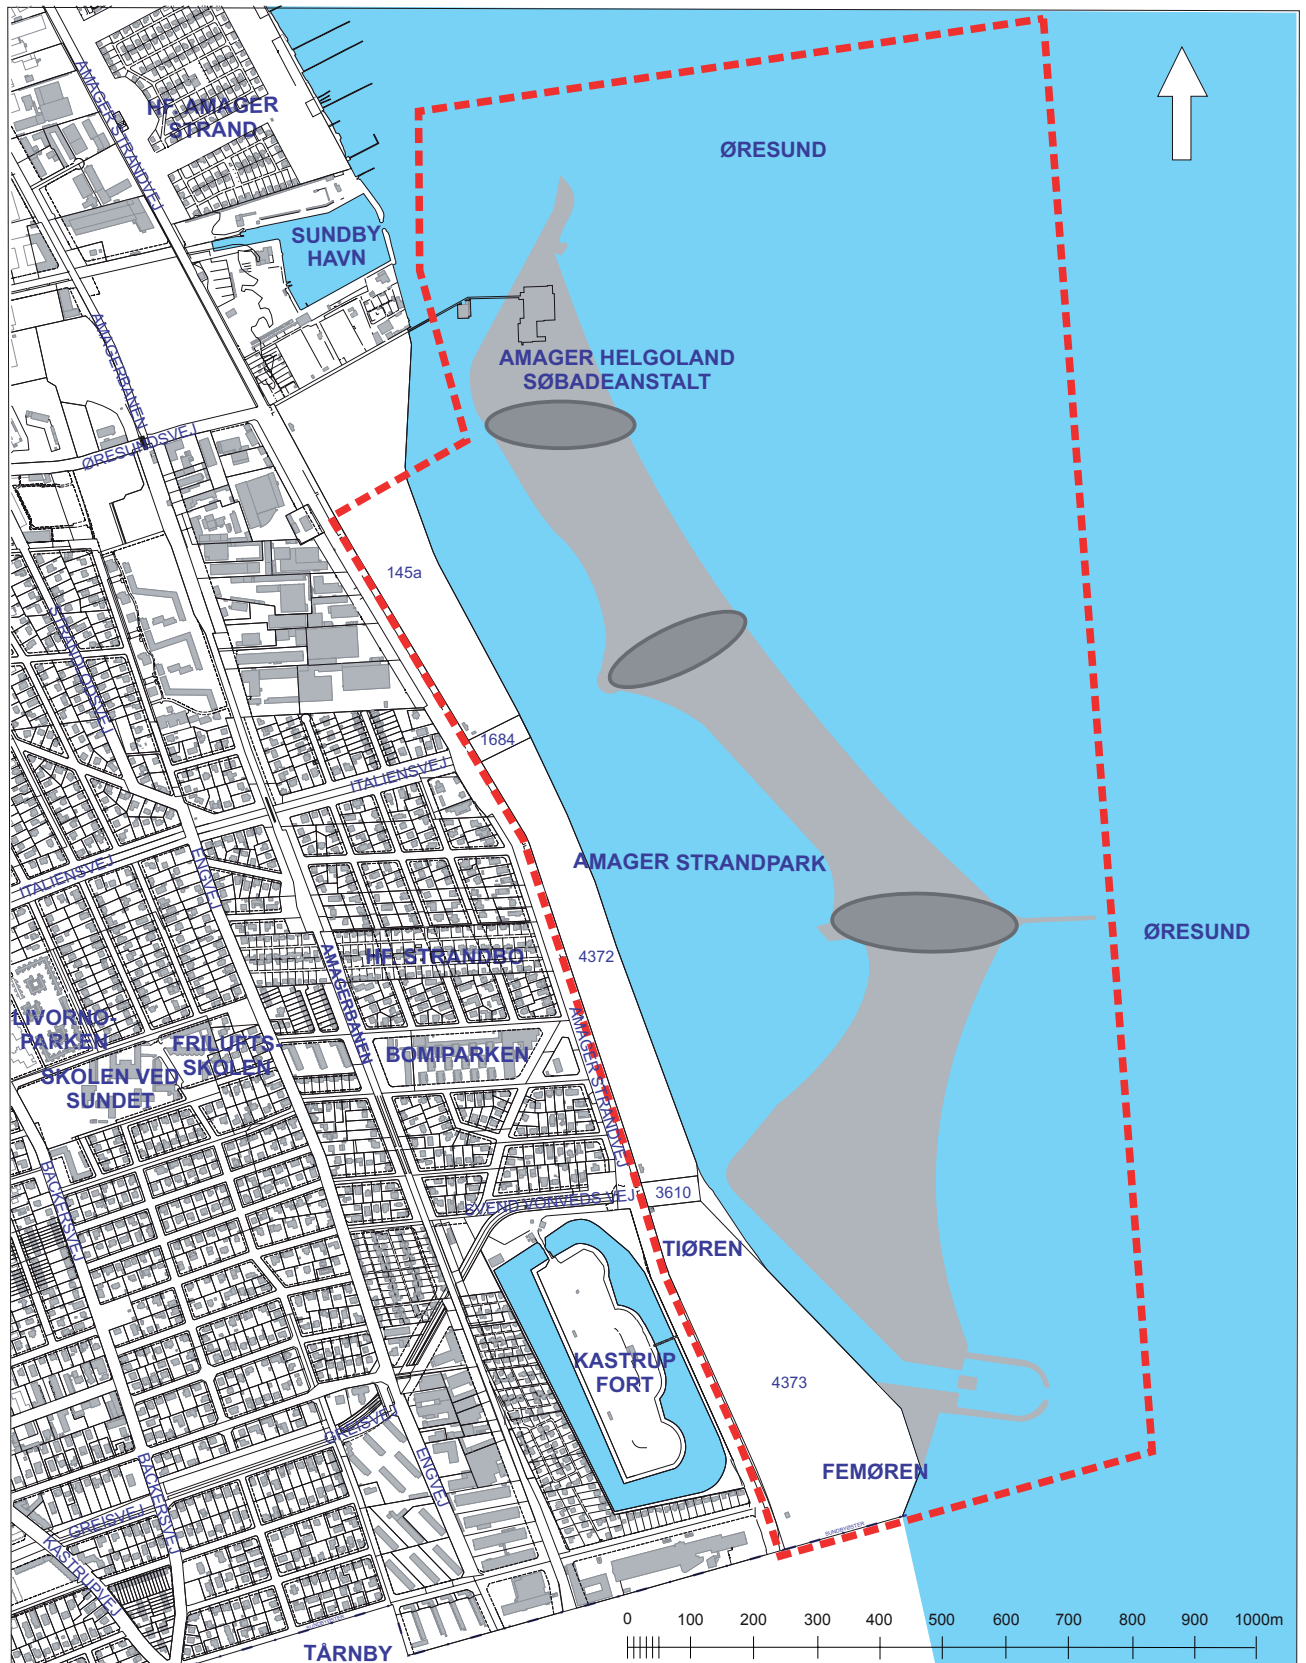 HF. AMAGER
STRAND
AMAGER STRANDVEJ
ØRESUND
SUNDBY
HAVN
AMAGERBANEN
AMAGER HELGOLAND
SØBADEANSTALT
ØRESUNDSVEJ
145a
STRANDLODSVEJ
1684
ITALIENSVEJ
ITALIENSVEJ
ENGVEJ
AMAGER STRANDPARK
ØRESUND
HF. STRANDBO
4372
AMAGERBANEN
LIVORNO-
PARKEN
FRILUFTS-
SKOLEN
BOMIPARKEN
AMAGER STRANDVEJ
SKOLEN VED
SUNDET
BACKERSVEJ
SVEND VONVEDS VEJ
3610
TIØREN
KASTRUP
FORT
4373
GREISVEJ
ENGVEJ
FEMØREN
BACKERSVEJ
GREISVEJ
KASTRUPVEJ
SUNDBYØSTER
SUNDBYØSTER
TÅRNBY
0 100 200 300 400 500 600 700 800 900 1000m